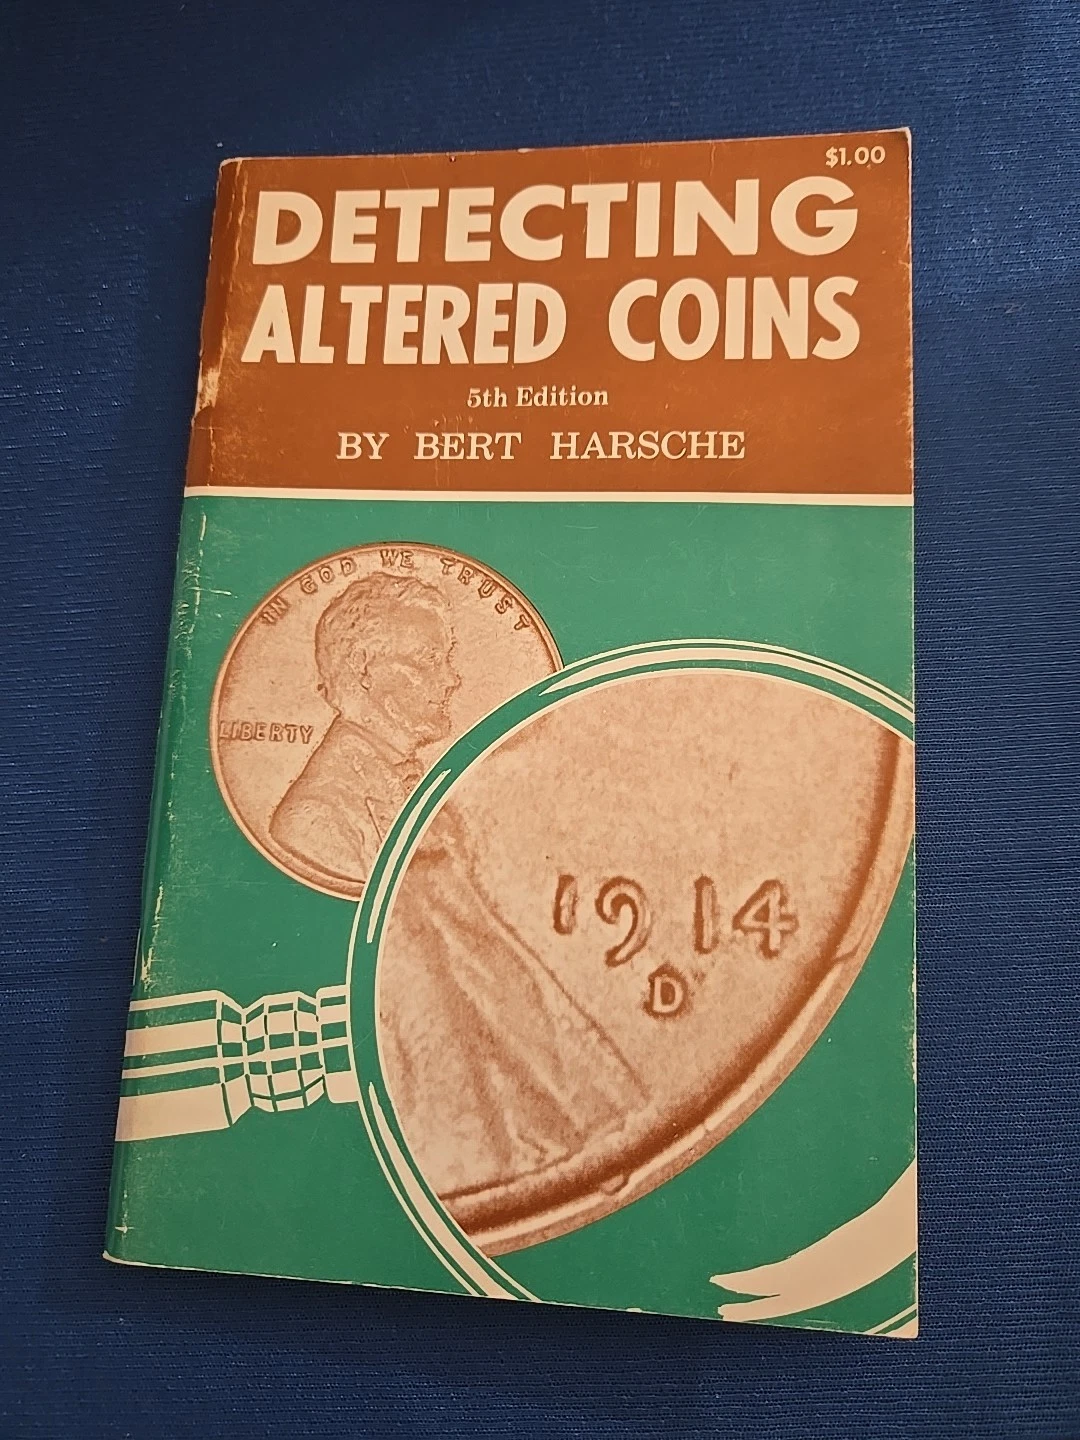 $1.00
DETECTING
ALTERED COINS
5th Edition
BY BERT HARSCHE
IN GOD WE TRUST
LIBERTY
1914
D